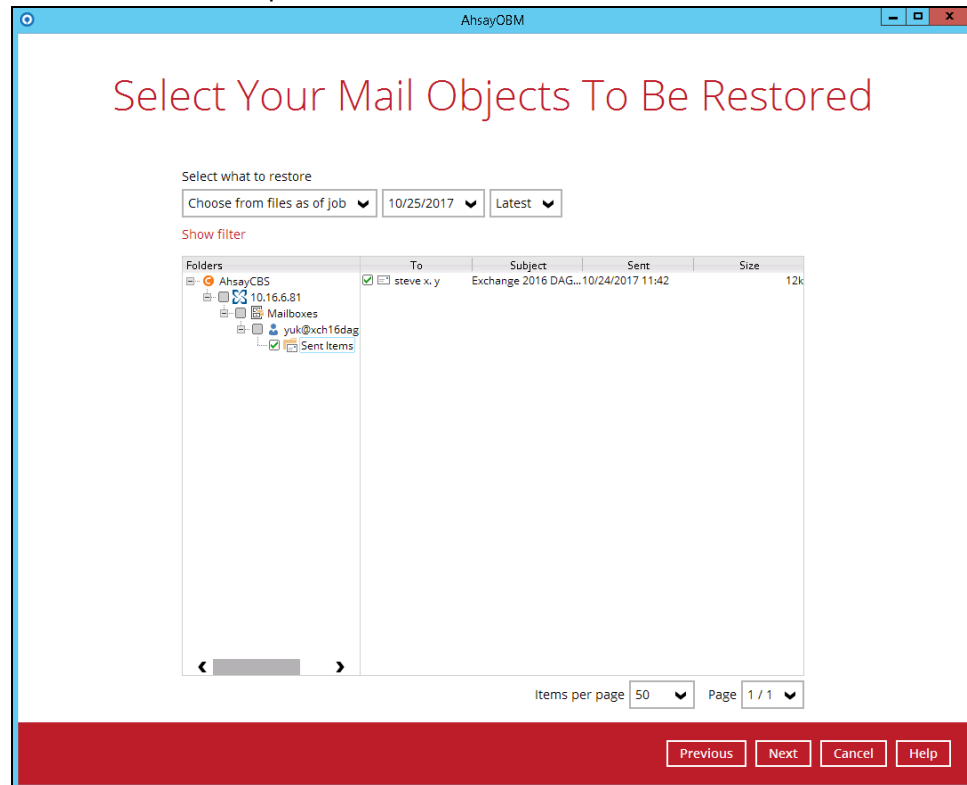 AhsayOBM
Select Your Mail Objects To Be Restored
Select what to restore
Choose from files as of job 10/25/2017 Latest
Show filter
Folders To Subject Sent Size
AhsayCBS steve x. y Exchange 2016 DAG... 10/24/2017 11:42 12k
10.16.6.81
Mailboxes
yuk@xch16dag
Sent Items
Items per page 50 Page 1 / 1
Previous Next Cancel Help